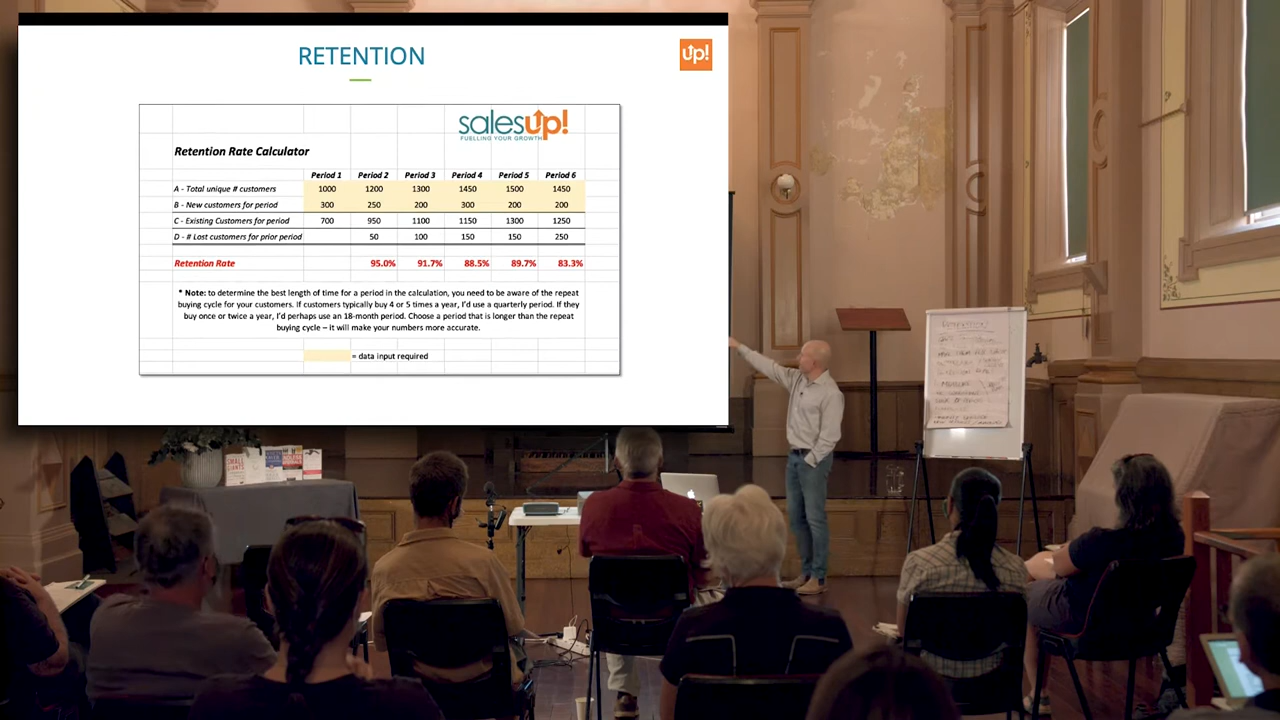 RETENTION
up!
salesup!
FUELLING YOUR GROWTH
Retention Rate Calculator
Period 1 Period 2 Period 3 Period 4 Period 5 Period 6
A - Total unique # customers 1000 1200 1300 1450 1500 1450
B - New customers for period 300 250 200 300 200 200
C - Existing Customers for period 700 950 1100 1150 1300 1250
D - # Lost customers for prior period 50 100 150 150 250
Retention Rate 95.0% 91.7% 88.5% 89.7% 83.3%
* Note: to determine the best length of time for a period in the calculation, you need to be aware of the repeat
buying cycle for your customers. If customers typically buy 4 or 5 times a year, I'd use a quarterly period. If they
buy once or twice a year, I'd perhaps use an 18-month period. Choose a period that is longer than the repeat
buying cycle – it will make your numbers more accurate.
= data input required